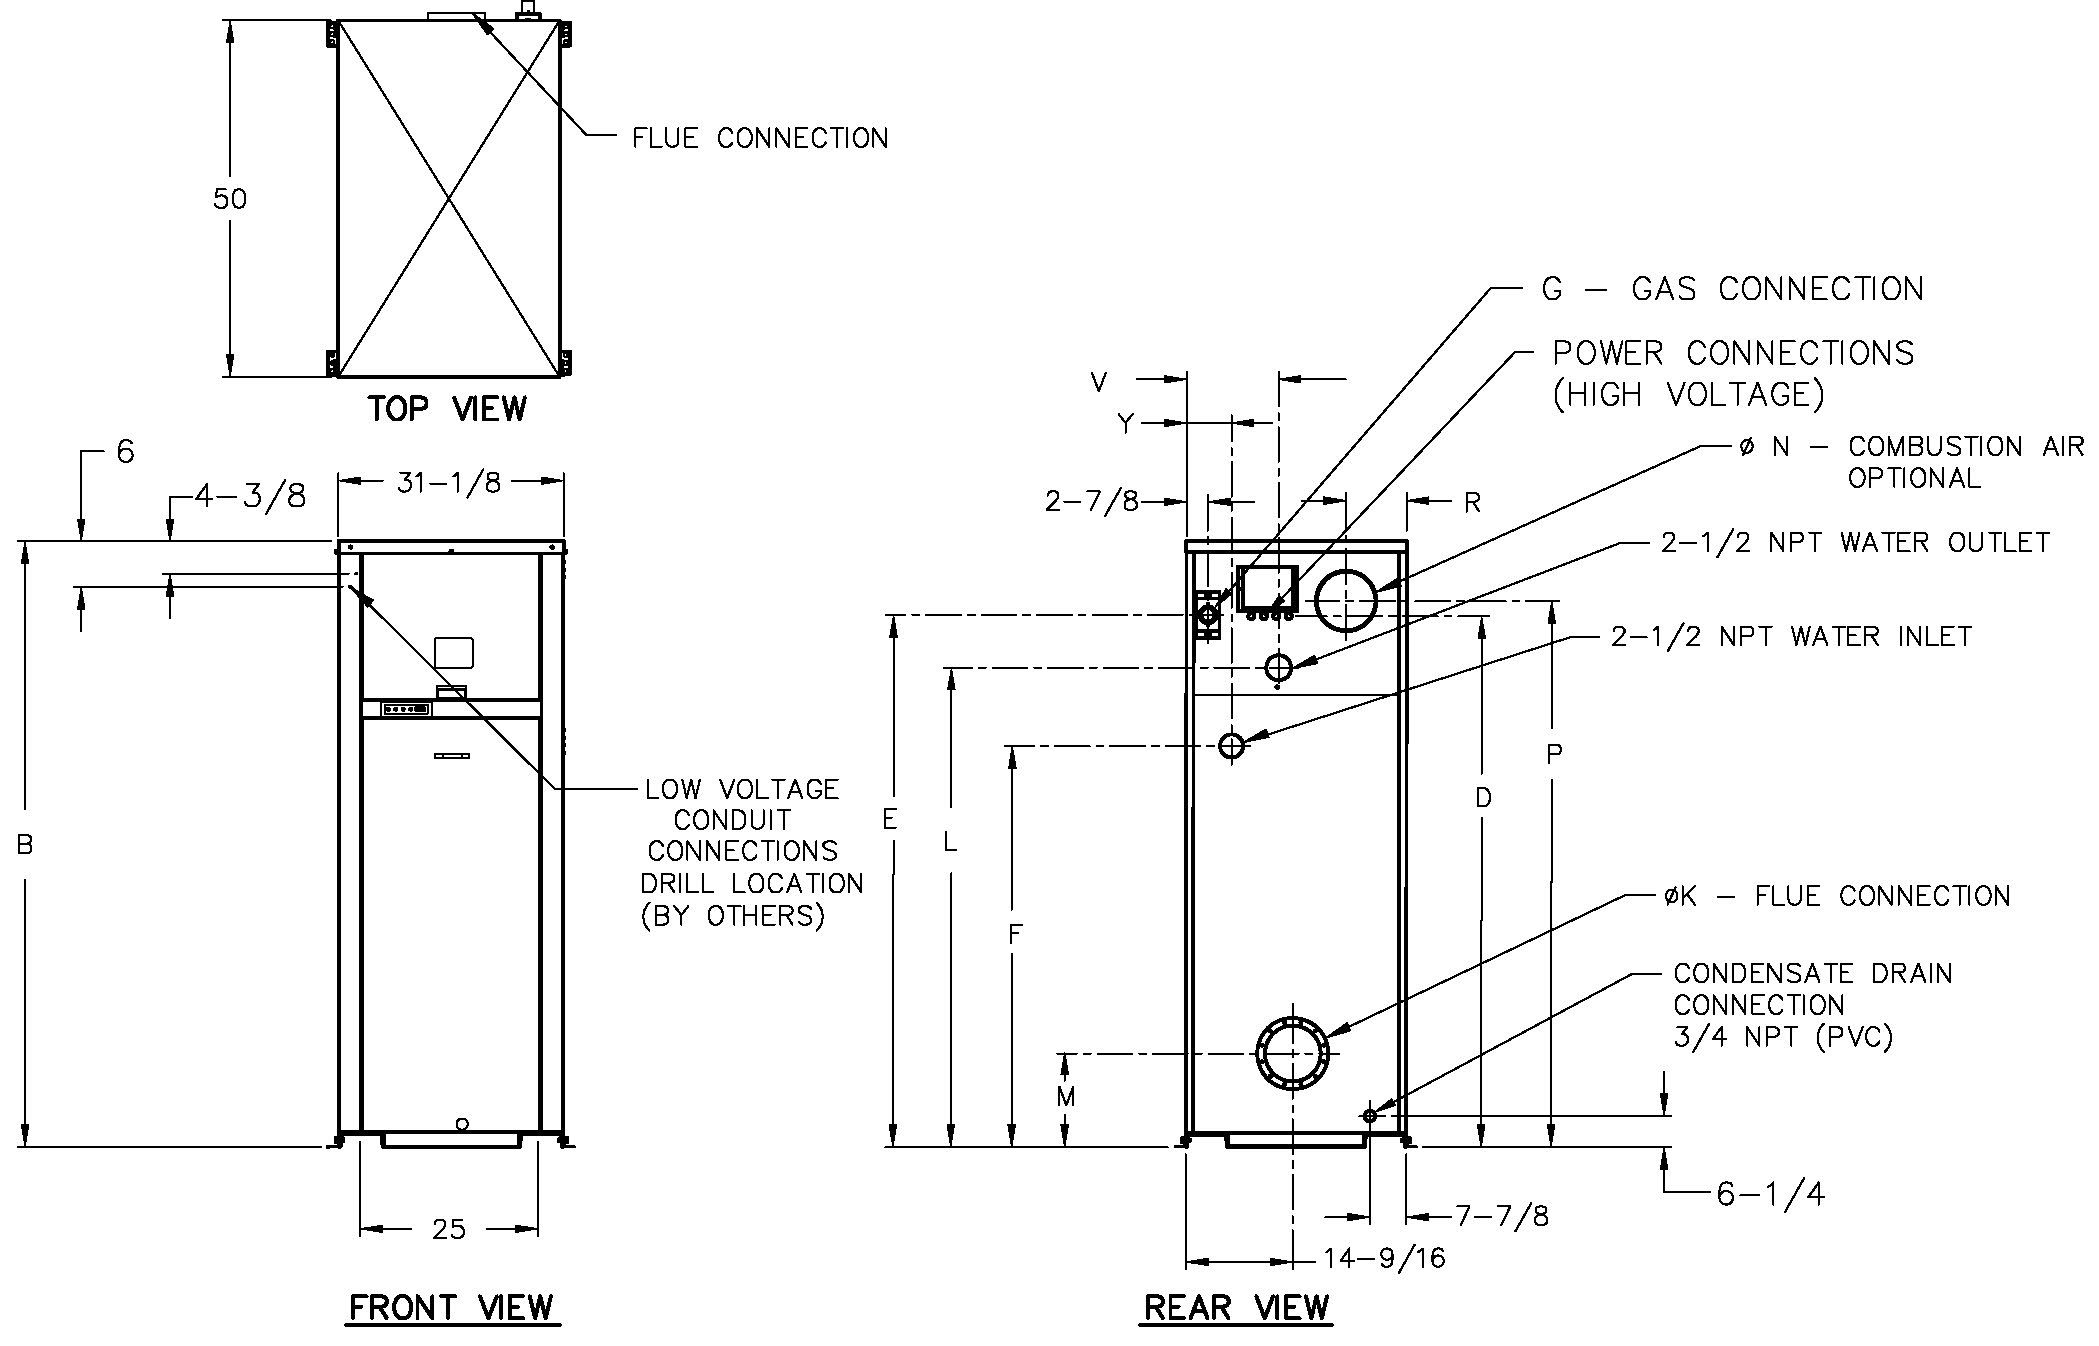 FLUE CONNECTION
50
TOP VIEW
6
4-3/8
31-1/8
B
LOW VOLTAGE
CONDUIT
CONNECTIONS
DRILL LOCATION
(BY OTHERS)
25
FRONT VIEW
G – GAS CONNECTION
POWER CONNECTIONS
(HIGH VOLTAGE)
V
Y
ø N – COMBUSTION AIR
OPTIONAL
2-7/8
R
2-1/2 NPT WATER OUTLET
2-1/2 NPT WATER INLET
P
D
E
L
F
øK – FLUE CONNECTION
CONDENSATE DRAIN
CONNECTION
3/4 NPT (PVC)
M
6-1/4
7-7/8
14-9/16
REAR VIEW